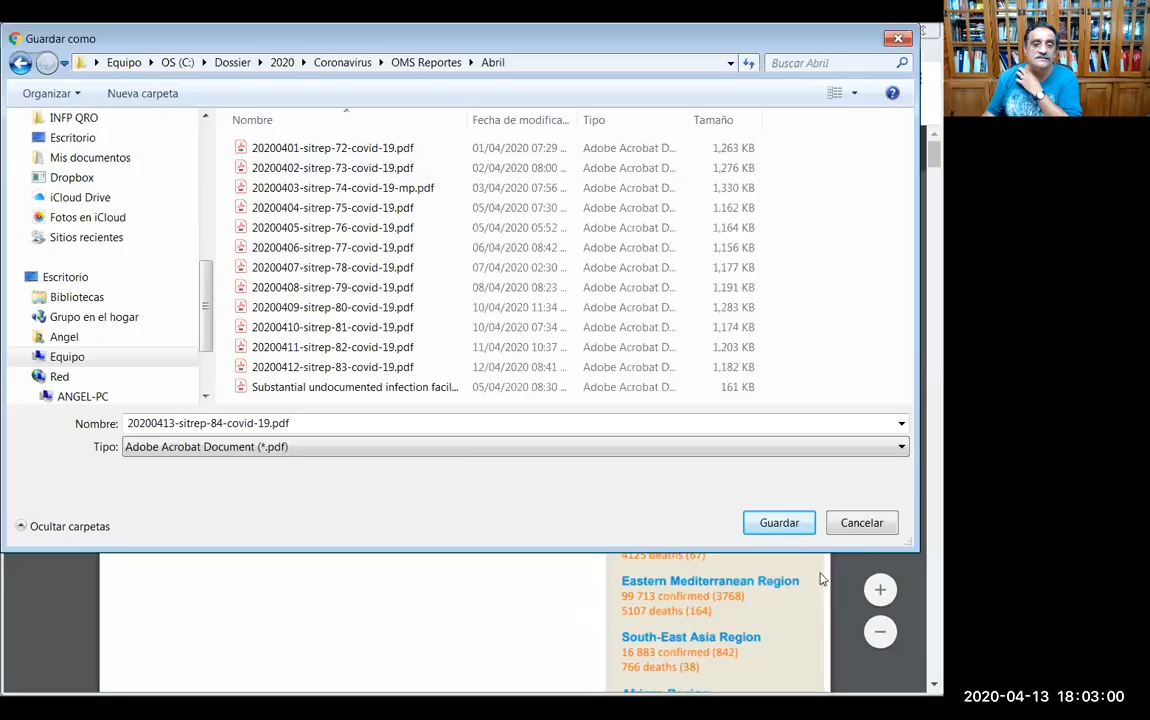 Guardar como
Equipo OS (C:) Dossier 2020 Coronavirus OMS Reportes Abril Buscar Abril
Organizar Nueva carpeta
INFP QRO
Escritorio
Mis documentos
Dropbox
iCloud Drive
Fotos en iCloud
Sitios recientes
Escritorio
Bibliotecas
Grupo en el hogar
Angel
Equipo
Red
ANGEL-PC
Nombre Fecha de modifica... Tipo Tamaño
20200401-sitrep-72-covid-19.pdf 01/04/2020 07:29 ... Adobe Acrobat D... 1,263 KB
20200402-sitrep-73-covid-19.pdf 02/04/2020 08:00 ... Adobe Acrobat D... 1,276 KB
20200403-sitrep-74-covid-19-mp.pdf 03/04/2020 07:56 ... Adobe Acrobat D... 1,330 KB
20200404-sitrep-75-covid-19.pdf 05/04/2020 07:30 ... Adobe Acrobat D... 1,162 KB
20200405-sitrep-76-covid-19.pdf 05/04/2020 05:52 ... Adobe Acrobat D... 1,164 KB
20200406-sitrep-77-covid-19.pdf 06/04/2020 08:42 ... Adobe Acrobat D... 1,156 KB
20200407-sitrep-78-covid-19.pdf 07/04/2020 02:30 ... Adobe Acrobat D... 1,177 KB
20200408-sitrep-79-covid-19.pdf 08/04/2020 08:23 ... Adobe Acrobat D... 1,191 KB
20200409-sitrep-80-covid-19.pdf 10/04/2020 11:34 ... Adobe Acrobat D... 1,283 KB
20200410-sitrep-81-covid-19.pdf 10/04/2020 07:34 ... Adobe Acrobat D... 1,174 KB
20200411-sitrep-82-covid-19.pdf 11/04/2020 10:37 ... Adobe Acrobat D... 1,203 KB
20200412-sitrep-83-covid-19.pdf 12/04/2020 08:41 ... Adobe Acrobat D... 1,182 KB
Substantial undocumented infection facil... 05/04/2020 08:30 ... Adobe Acrobat D... 161 KB
Nombre: 20200413-sitrep-84-covid-19.pdf
Tipo: Adobe Acrobat Document (*.pdf)
Ocultar carpetas Guardar Cancelar
4125 deaths (67)
Eastern Mediterranean Region
99 713 confirmed (3768)
5107 deaths (164)
South-East Asia Region
16 883 confirmed (842)
766 deaths (38)
2020-04-13 18:03:00